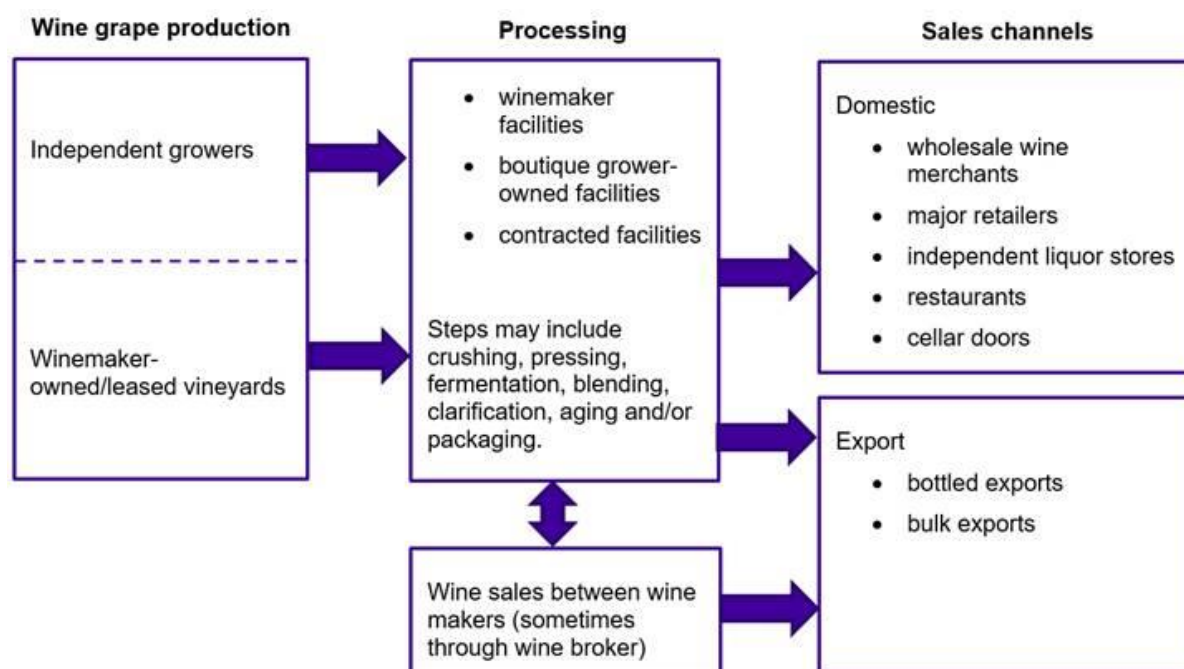 Wine grape production
Independent growers
Winemaker-
owned/leased vineyards
Processing
• winemaker
facilities
• boutique grower-
owned facilities
• contracted facilities
Steps may include
crushing, pressing,
fermentation, blending,
clarification, aging and/or
packaging.
Wine sales between wine
makers (sometimes
through wine broker)
Sales channels
Domestic
• wholesale wine
merchants
• major retailers
• independent liquor stores
• restaurants
• cellar doors
Export
• bottled exports
• bulk exports